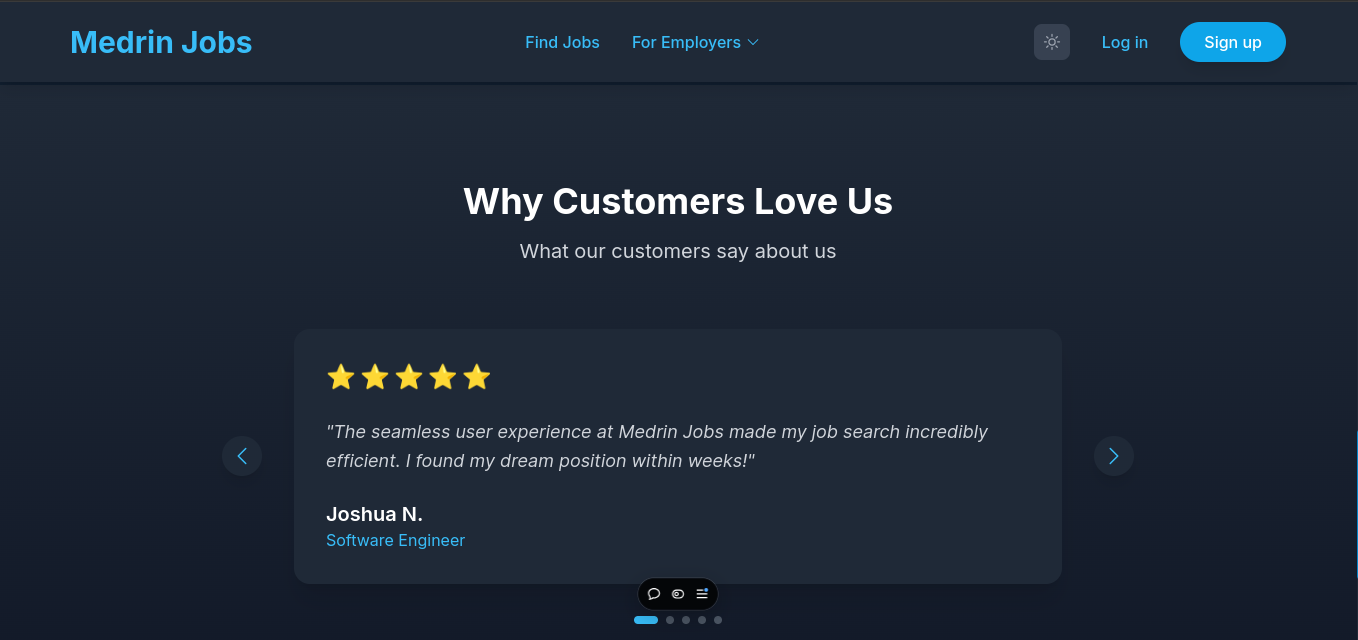 Medrin Jobs
Find Jobs
For Employers
Log in
Sign up
Why Customers Love Us
What our customers say about us
"The seamless user experience at Medrin Jobs made my job search incredibly
efficient. I found my dream position within weeks!"
Joshua N.
Software Engineer